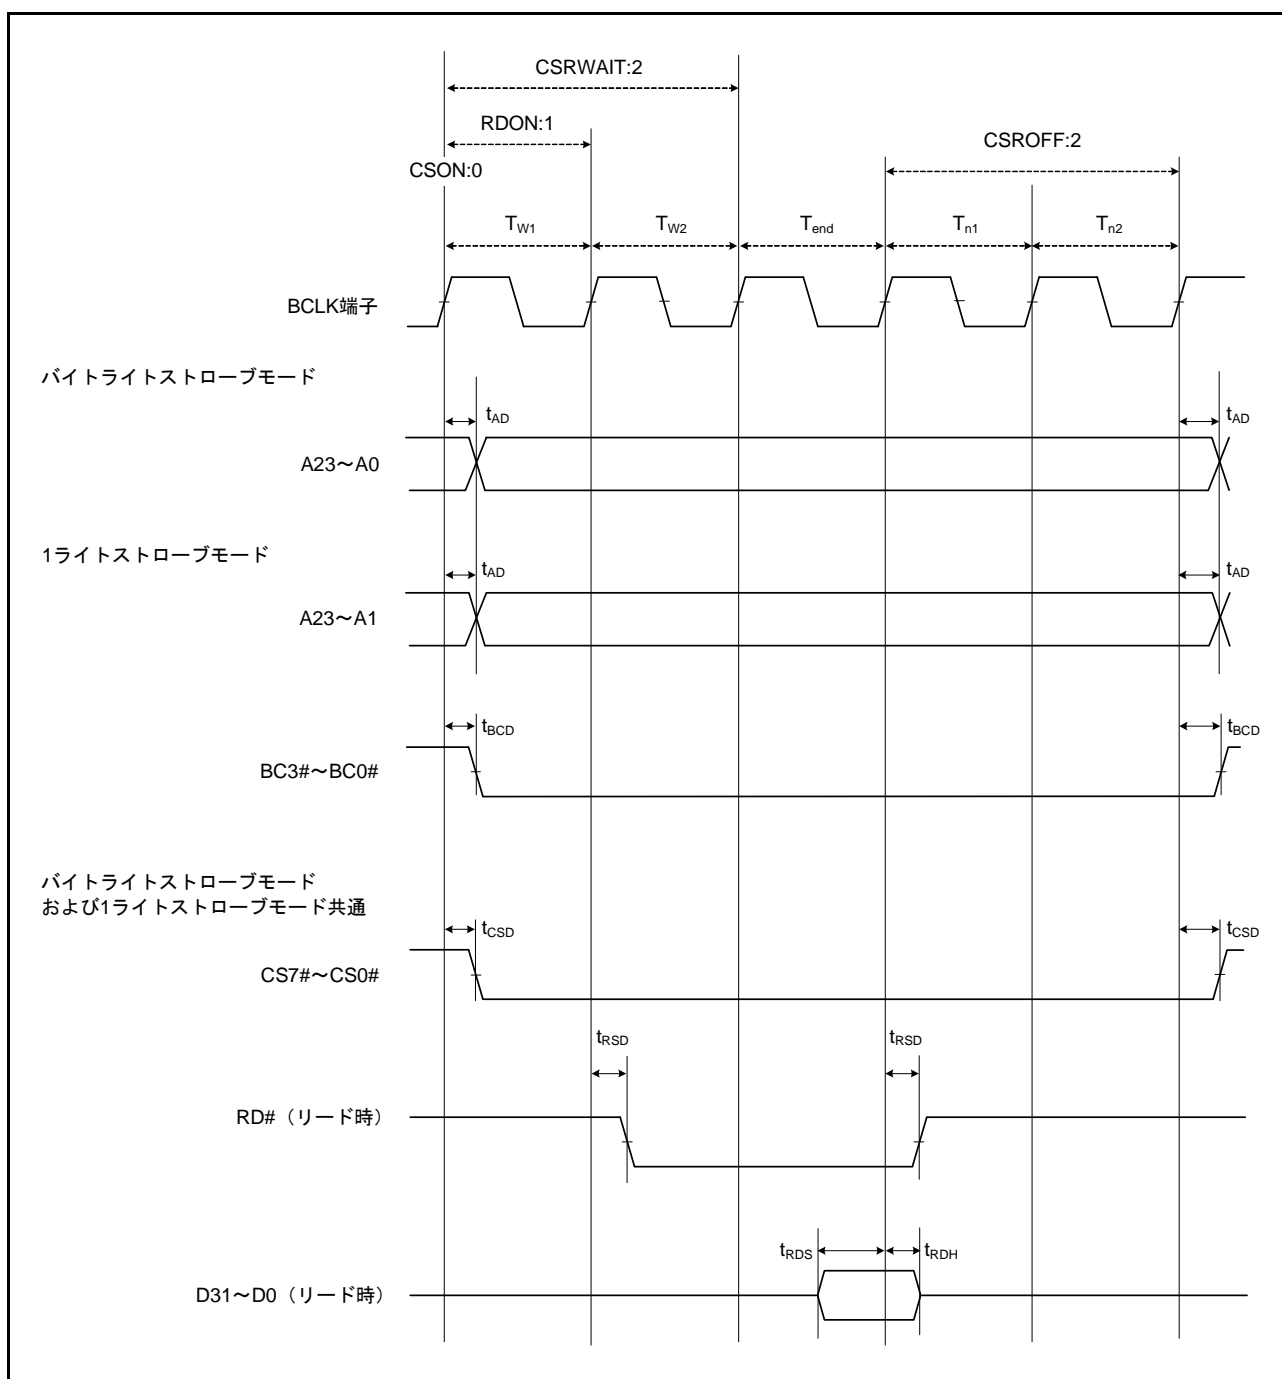 CSRWAIT:2
RDON:1
CSROFF:2
CSON:0
TW1 TW2 Tend Tn1 Tn2
BCLK端子
バイトライトストローブモード
tAD tAD
A23～A0
1ライトストローブモード
tAD tAD
A23～A1
tBCD tBCD
BC3#～BC0#
バイトライトストローブモード
および1ライトストローブモード共通
tCSD tCSD
CS7#～CS0#
tRSD tRSD
RD#（リード時）
tRDS tRDH
D31～D0（リード時）